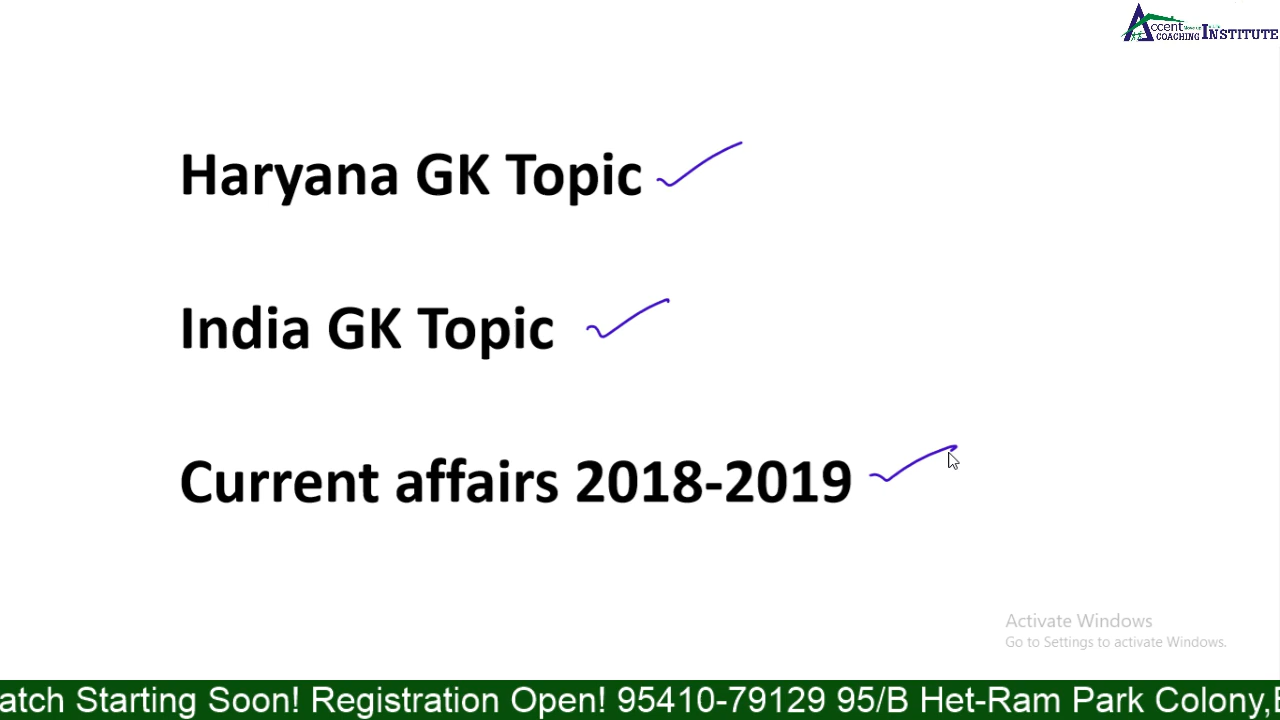 Accent
COACHING INSTITUTE
Haryana GK Topic
India GK Topic
Current affairs 2018-2019
Activate Windows
Go to Settings to activate Windows.
atch Starting Soon! Registration Open! 95410-79129 95/B Het-Ram Park Colony,